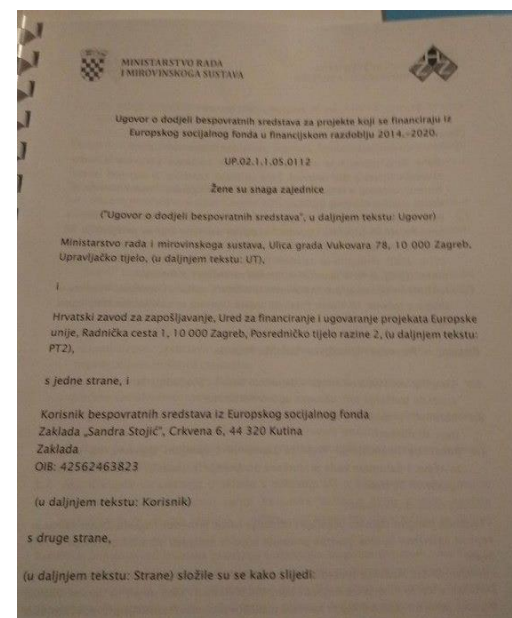 MINISTARSTVO RADA
I MIROVINSKOGA SUSTAVA
Ugovor o dodjeli bespovratnih sredstava za projekte koji se financiraju iz
Europskog socijalnog fonda u financijskom razdoblju 2014.-2020.
UP.02.1.1.05.0112
Žene su snaga zajednice
("Ugovor o dodjeli bespovratnih sredstava", u daljnjem tekstu: Ugovor)
Ministarstvo rada i mirovinskoga sustava, Ulica grada Vukovara 78, 10 000 Zagreb,
Upravljačko tijelo, (u daljnjem tekstu: UT),
i
Hrvatski zavod za zapošljavanje, Ured za financiranje i ugovaranje projekata Europske
unije, Radnička cesta 1, 10 000 Zagreb, Posredničko tijelo razine 2, (u daljnjem tekstu:
PT2),
s jedne strane, i
Korisnik bespovratnih sredstava iz Europskog socijalnog fonda
Zaklada „Sandra Stojić", Crkvena 6, 44 320 Kutina
Zaklada
OIB: 42562463823
(u daljnjem tekstu: Korisnik)
s druge strane,
(u daljnjem tekstu: Strane) složile su se kako slijedi: